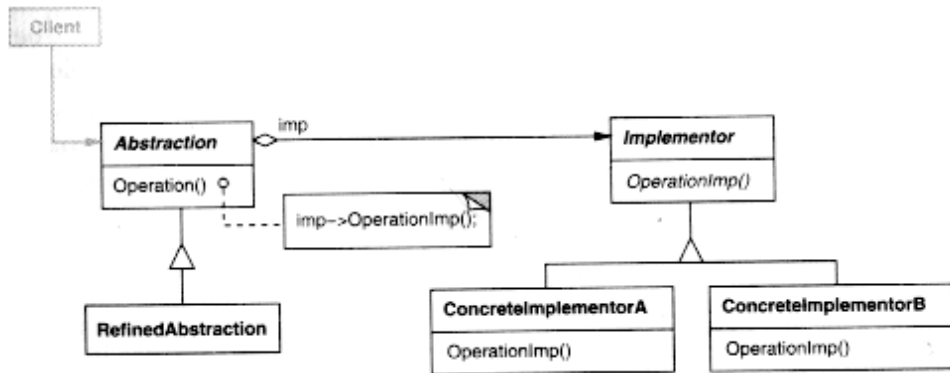 Client
imp
Abstraction
Implementor
Operation()
OperationImp()
imp->OperationImp();
RefinedAbstraction
ConcreteImplementorA
ConcreteImplementorB
OperationImp()
OperationImp()